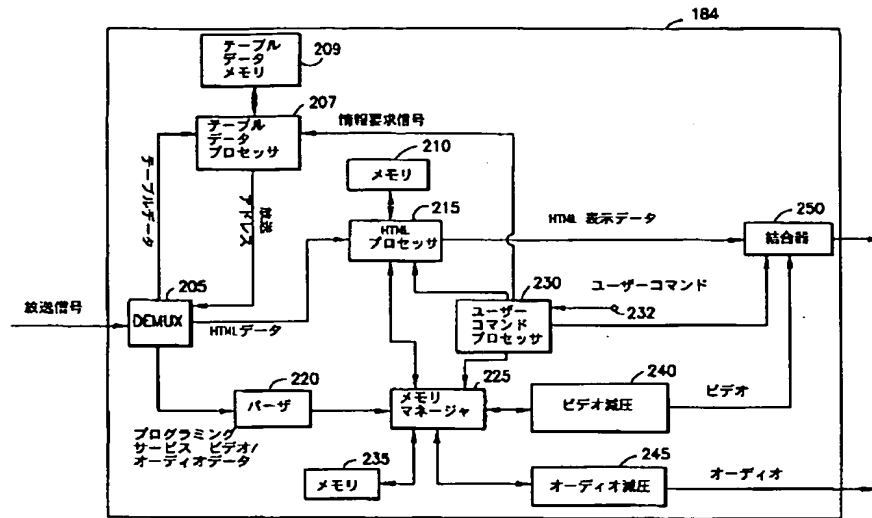 184
テーブル
データ
メモリ
209
207
テーブル
データ
プロセッサ
情報要求信号
210
メモリ
テーブルデータ
放送
アドレス
215
HTML
プロセッサ
HTML 表示データ
250
結合器
205
DEMUX
放送信号
HTMLデータ
230
ユーザー
コマンド
プロセッサ
ユーザーコマンド
232
220
パーザ
225
メモリ
マネージャ
240
ビデオ減圧
ビデオ
プログラミング
サービス ビデオ/
オーディオデータ
235
メモリ
245
オーディオ減圧
オーディオ